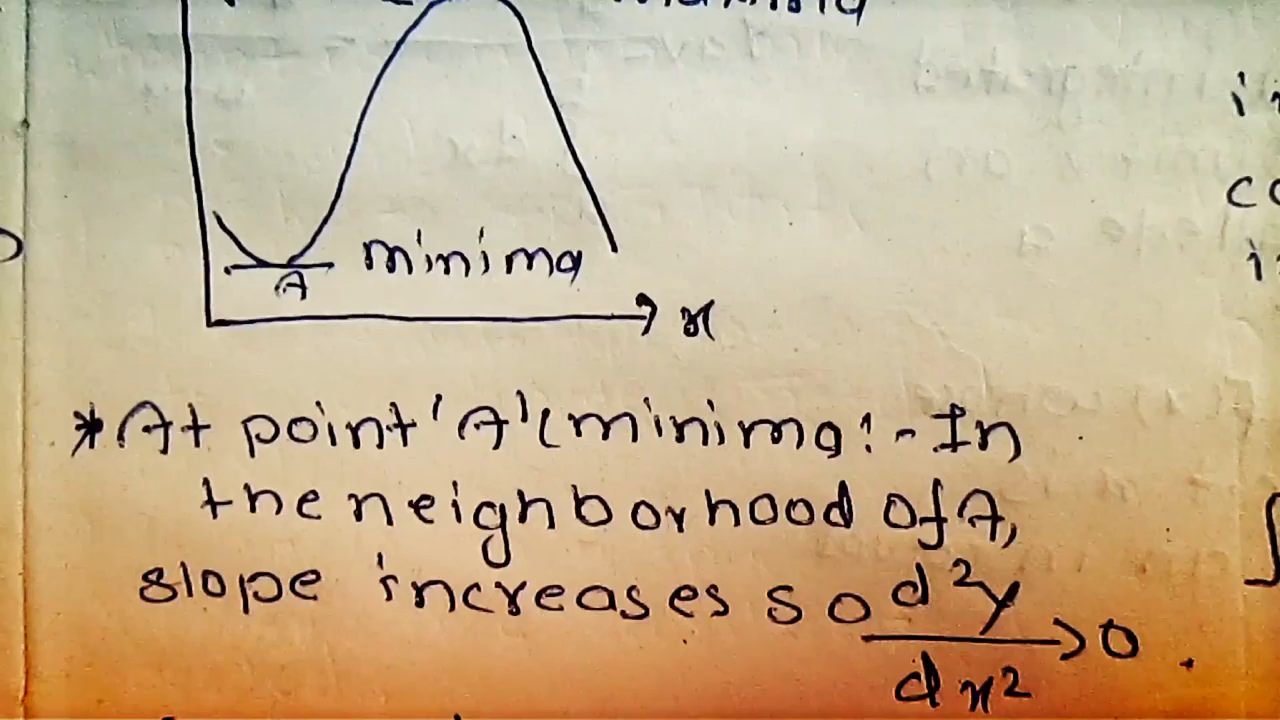 minima
A
x
*At point 'A' (minima:- In
the neighborhood of A,
slope increases so d²y/dx² >0.